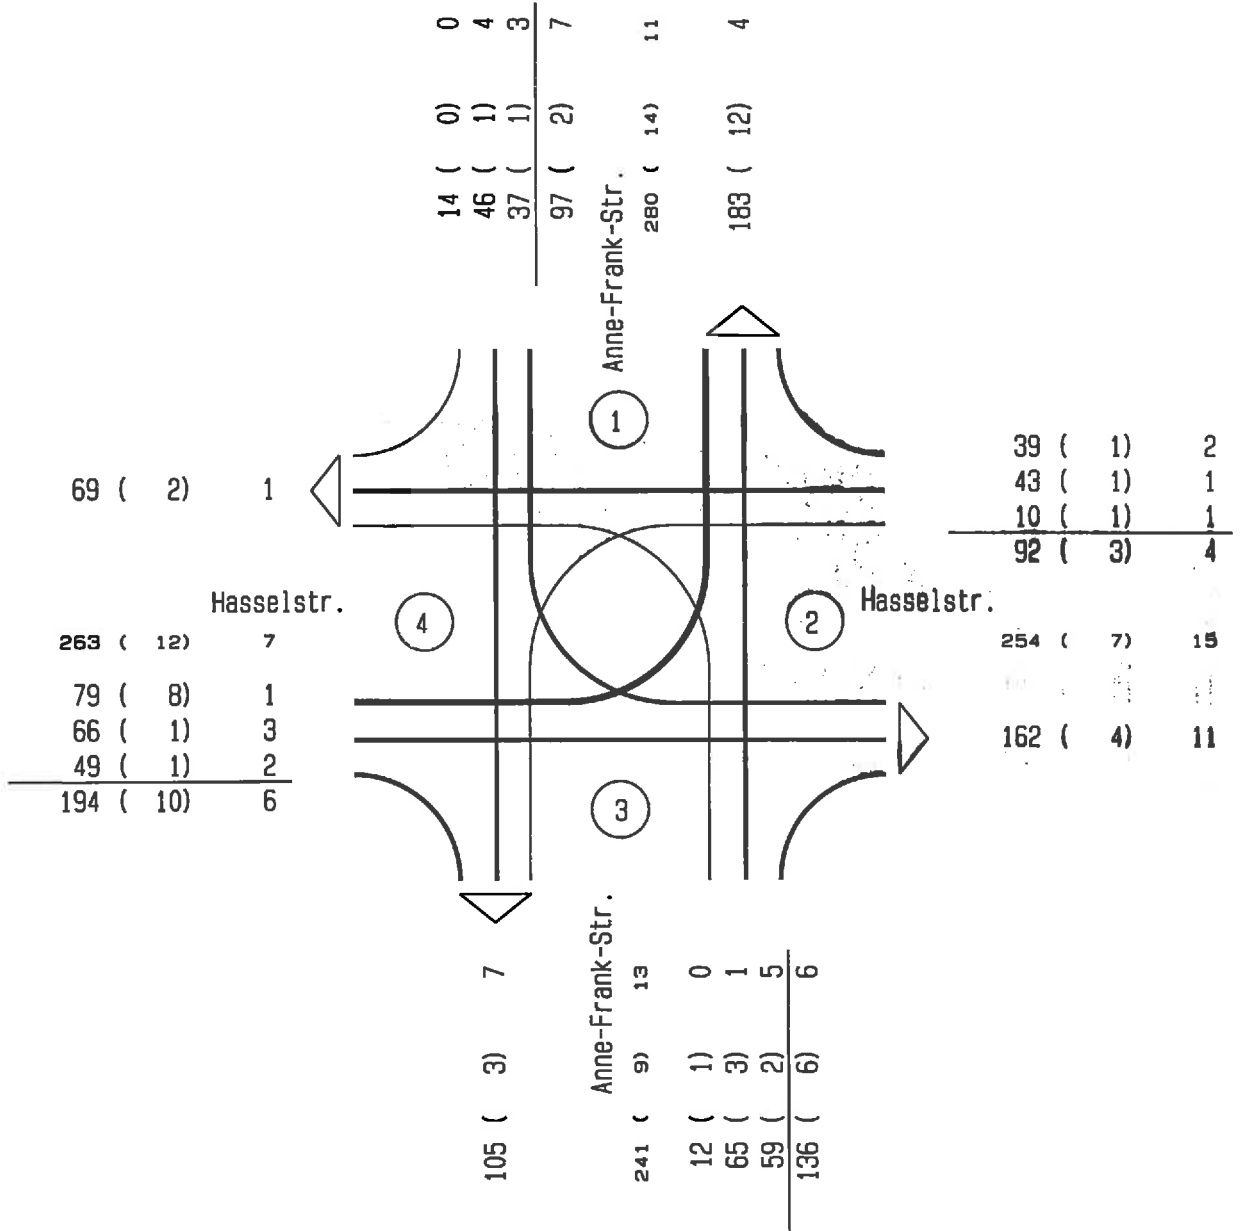 14 ( 0) 0
46 ( 1) 4
37 ( 1) 3
97 ( 2) 7
Anne-Frank-Str.
280 ( 14) 11
183 ( 12) 4
1
69 ( 2) 1
39 ( 1) 2
43 ( 1) 1
10 ( 1) 1
92 ( 3) 4
Hasselstr.
4
263 ( 12) 7
79 ( 8) 1
66 ( 1) 3
49 ( 1) 2
194 ( 10) 6
2
Hasselstr.
254 ( 7) 15
162 ( 4) 11
3
105 ( 3) 7
Anne-Frank-Str.
241 ( 9) 13
12 ( 1) 0
65 ( 3) 1
59 ( 2) 5
136 ( 6) 6